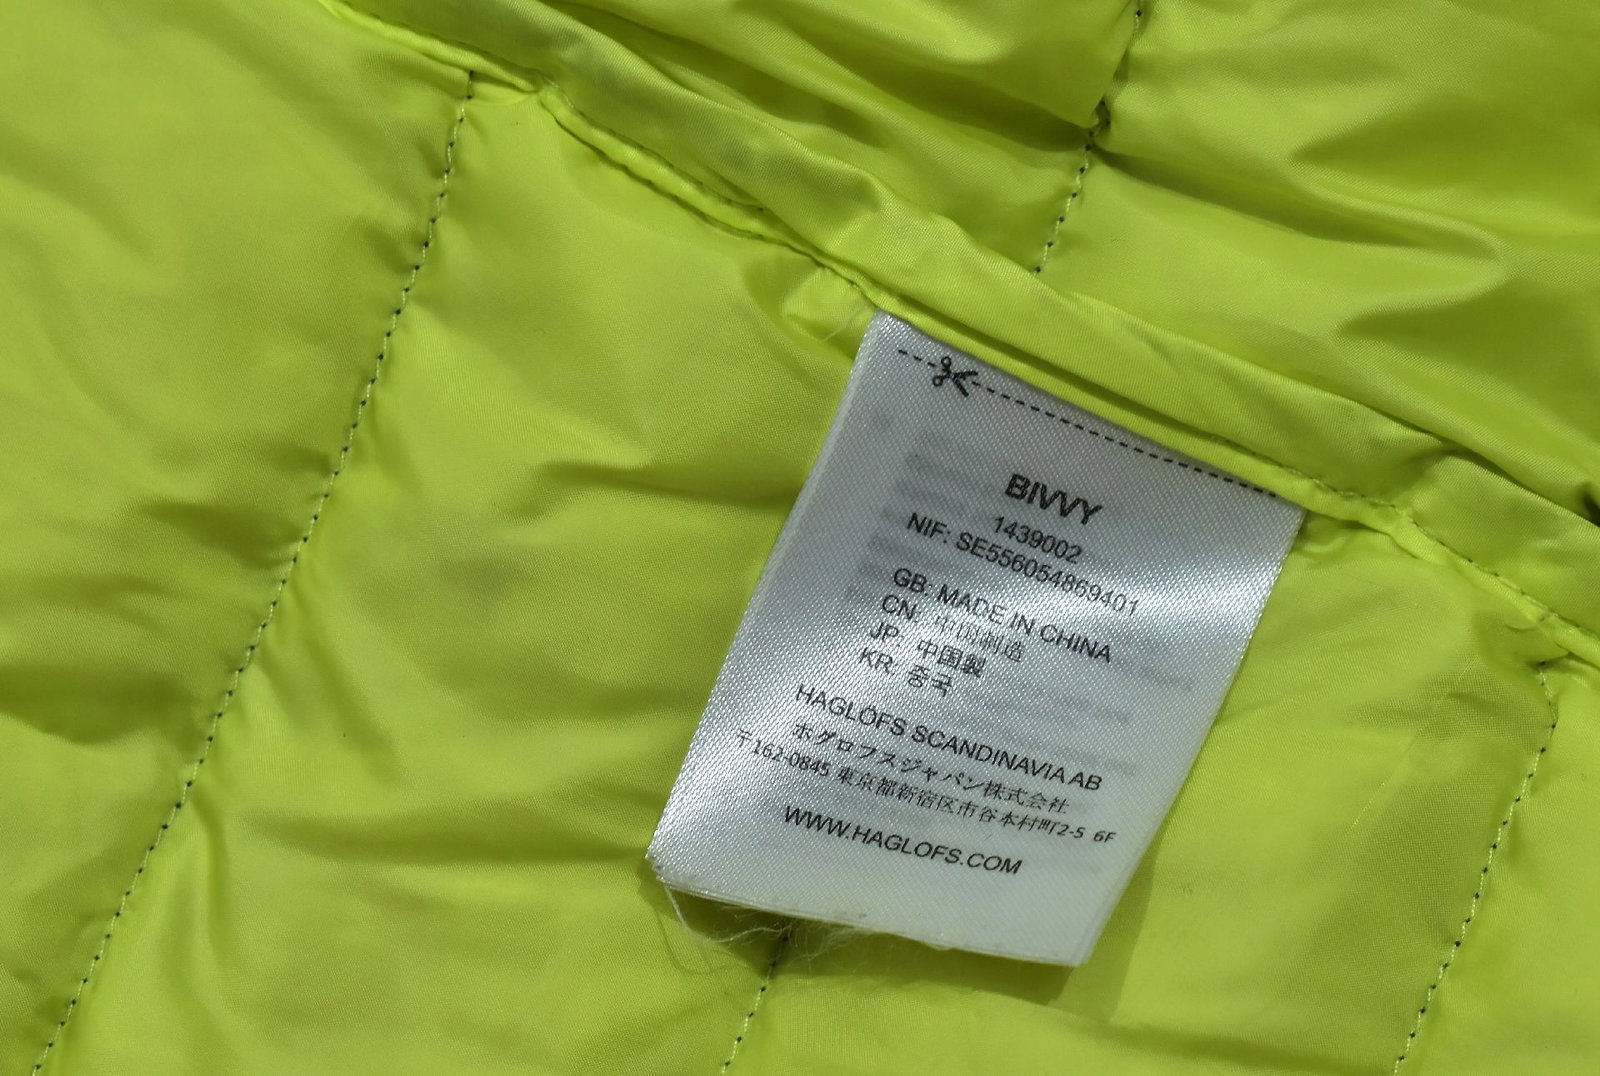 BIVVY
1439002
NIF: SE556054869401
GB: MADE IN CHINA
CN: 中国制造
JP: 中国製
KR: 중국
HAGLOFS SCANDINAVIA AB
ホグロフスジャパン株式会社
〒162-0845 東京都新宿区市谷本村町2-5 6F
WWW.HAGLOFS.COM